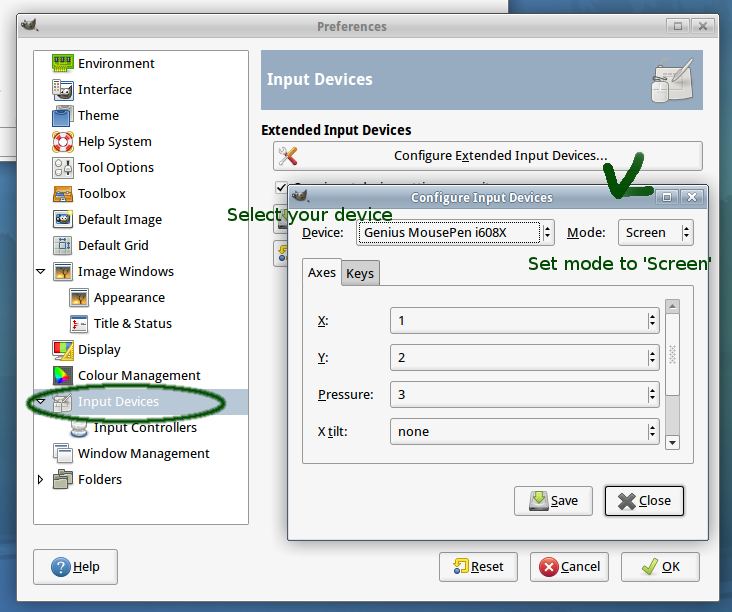 Preferences
Environment
Interface
Theme
Help System
Tool Options
Toolbox
Default Image
Default Grid
Image Windows
Appearance
Title & Status
Display
Colour Management
Input Devices
Input Controllers
Window Management
Folders
Input Devices
Extended Input Devices
Configure Extended Input Devices...
Configure Input Devices
Select your device
Device: Genius MousePen i608X Mode: Screen
Set mode to 'Screen'
Axes Keys
X: 1
Y: 2
Pressure: 3
X tilt: none
Save Close
Help Reset Cancel OK